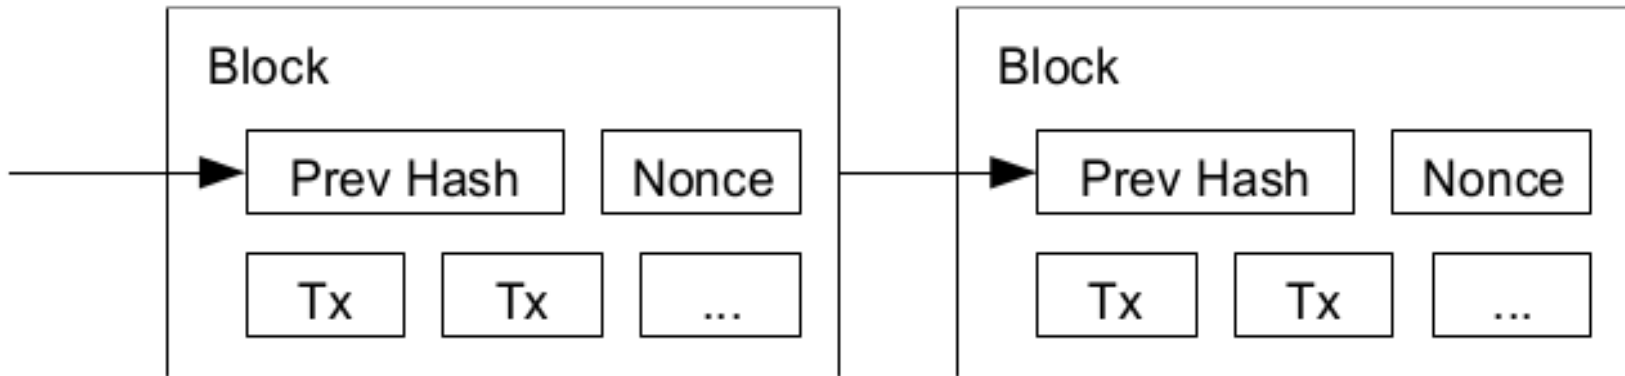 Block
Prev Hash Nonce
Tx Tx ...
Block
Prev Hash Nonce
Tx Tx ...